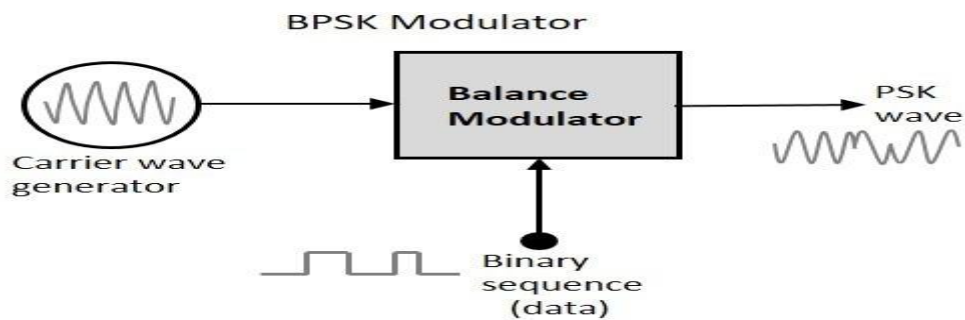 BPSK Modulator
Balance
Modulator
PSK
wave
Carrier wave
generator
Binary
sequence
(data)